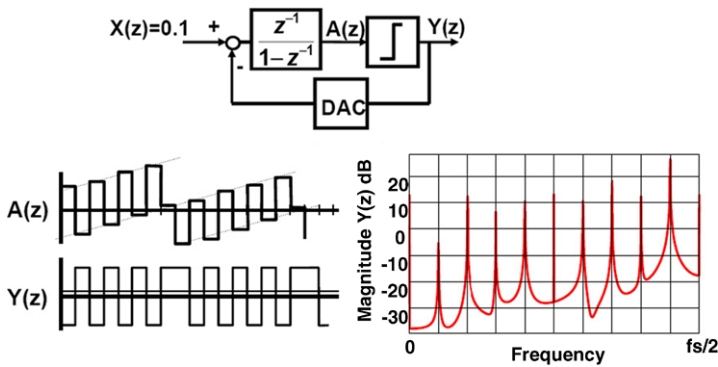 X(z)=0.1
+
-
z⁻¹
1– z⁻¹
A(z)
Y(z)
DAC
A(z)
Y(z)
Magnitude Y(z) dB
20
10
0
-10
-20
-30
0
Frequency
fs/2